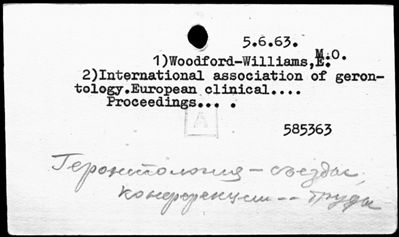 5.6.63.
1)Woodford-Williams, E. M.O.
2)International association of geron-
tology.European clinical....
Proceedings... .
A
585363
Геронтология – съезды,
конференции -- труды